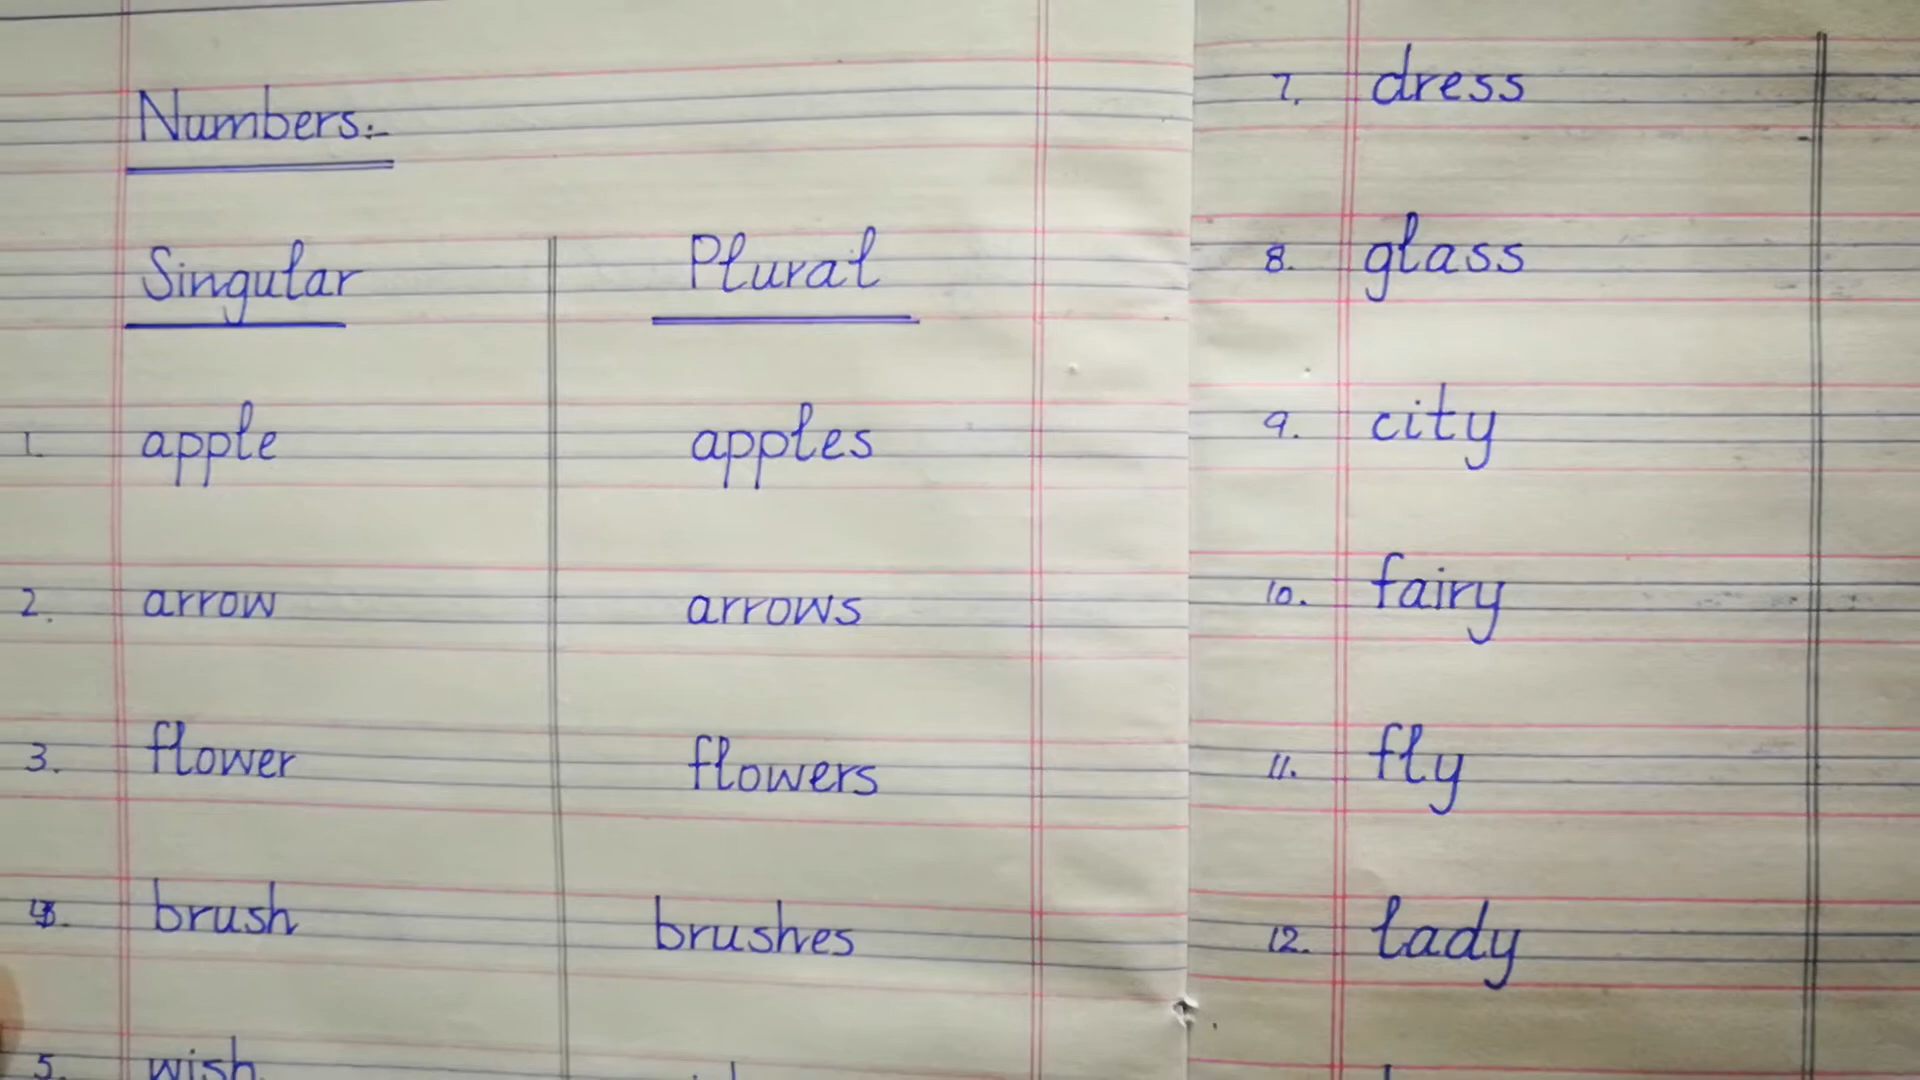 Numbers:-
Singular Plural
1. apple apples
2. arrow arrows
3. flower flowers
4. brush brushes
5. wish
7. dress
8. glass
9. city
10. fairy
11. fly
12. lady